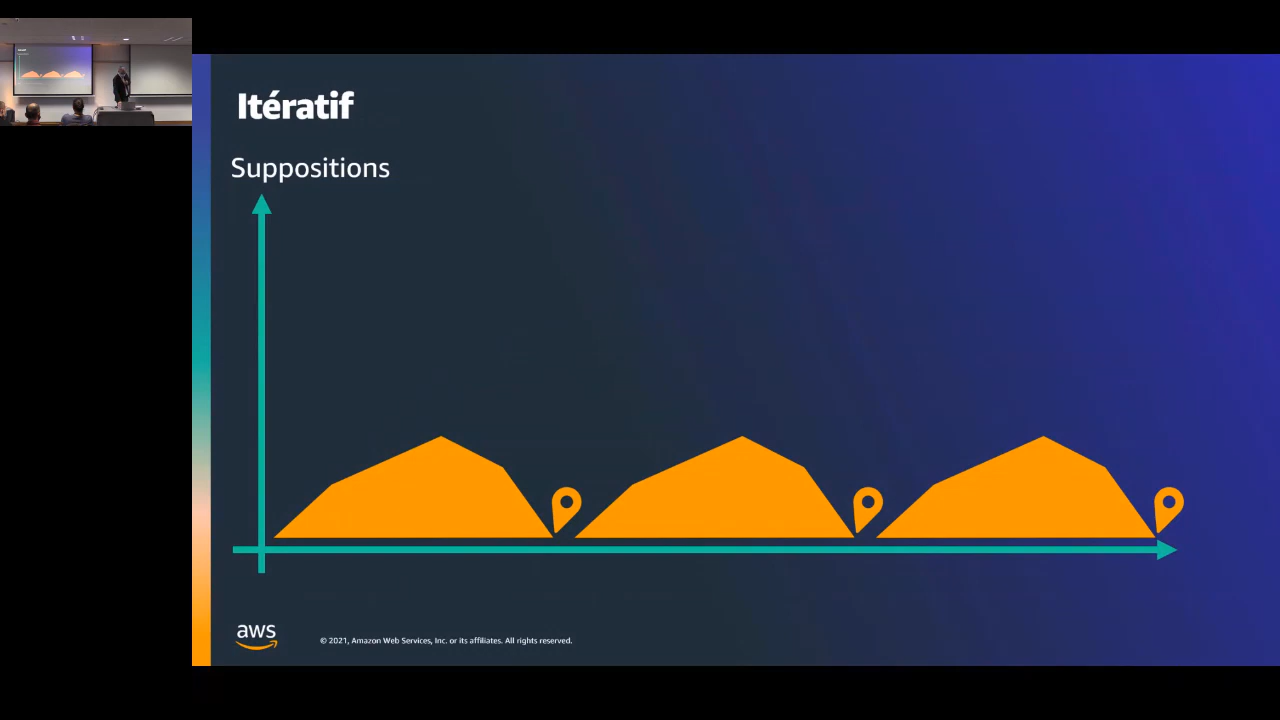 Itératif
Suppositions
aws
© 2021, Amazon Web Services, Inc. or its affiliates. All rights reserved.